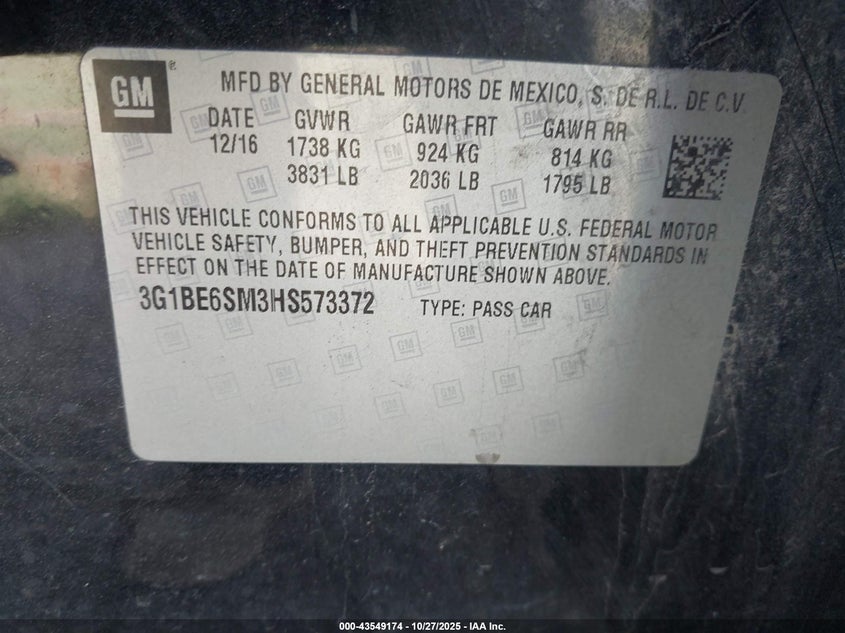 GM
MFD BY GENERAL MOTORS DE MEXICO, S. DE R.L. DE C.V.
DATE GVWR GAWR FRT GAWR RR
12/16 1738 KG 924 KG 814 KG
3831 LB 2036 LB 1795 LB
THIS VEHICLE CONFORMS TO ALL APPLICABLE U.S. FEDERAL MOTOR
VEHICLE SAFETY, BUMPER, AND THEFT PREVENTION STANDARDS IN
EFFECT ON THE DATE OF MANUFACTURE SHOWN ABOVE.
3G1BE6SM3HS573372 TYPE: PASS CAR
000-43549174 | 10/27/2025 - IAA Inc.